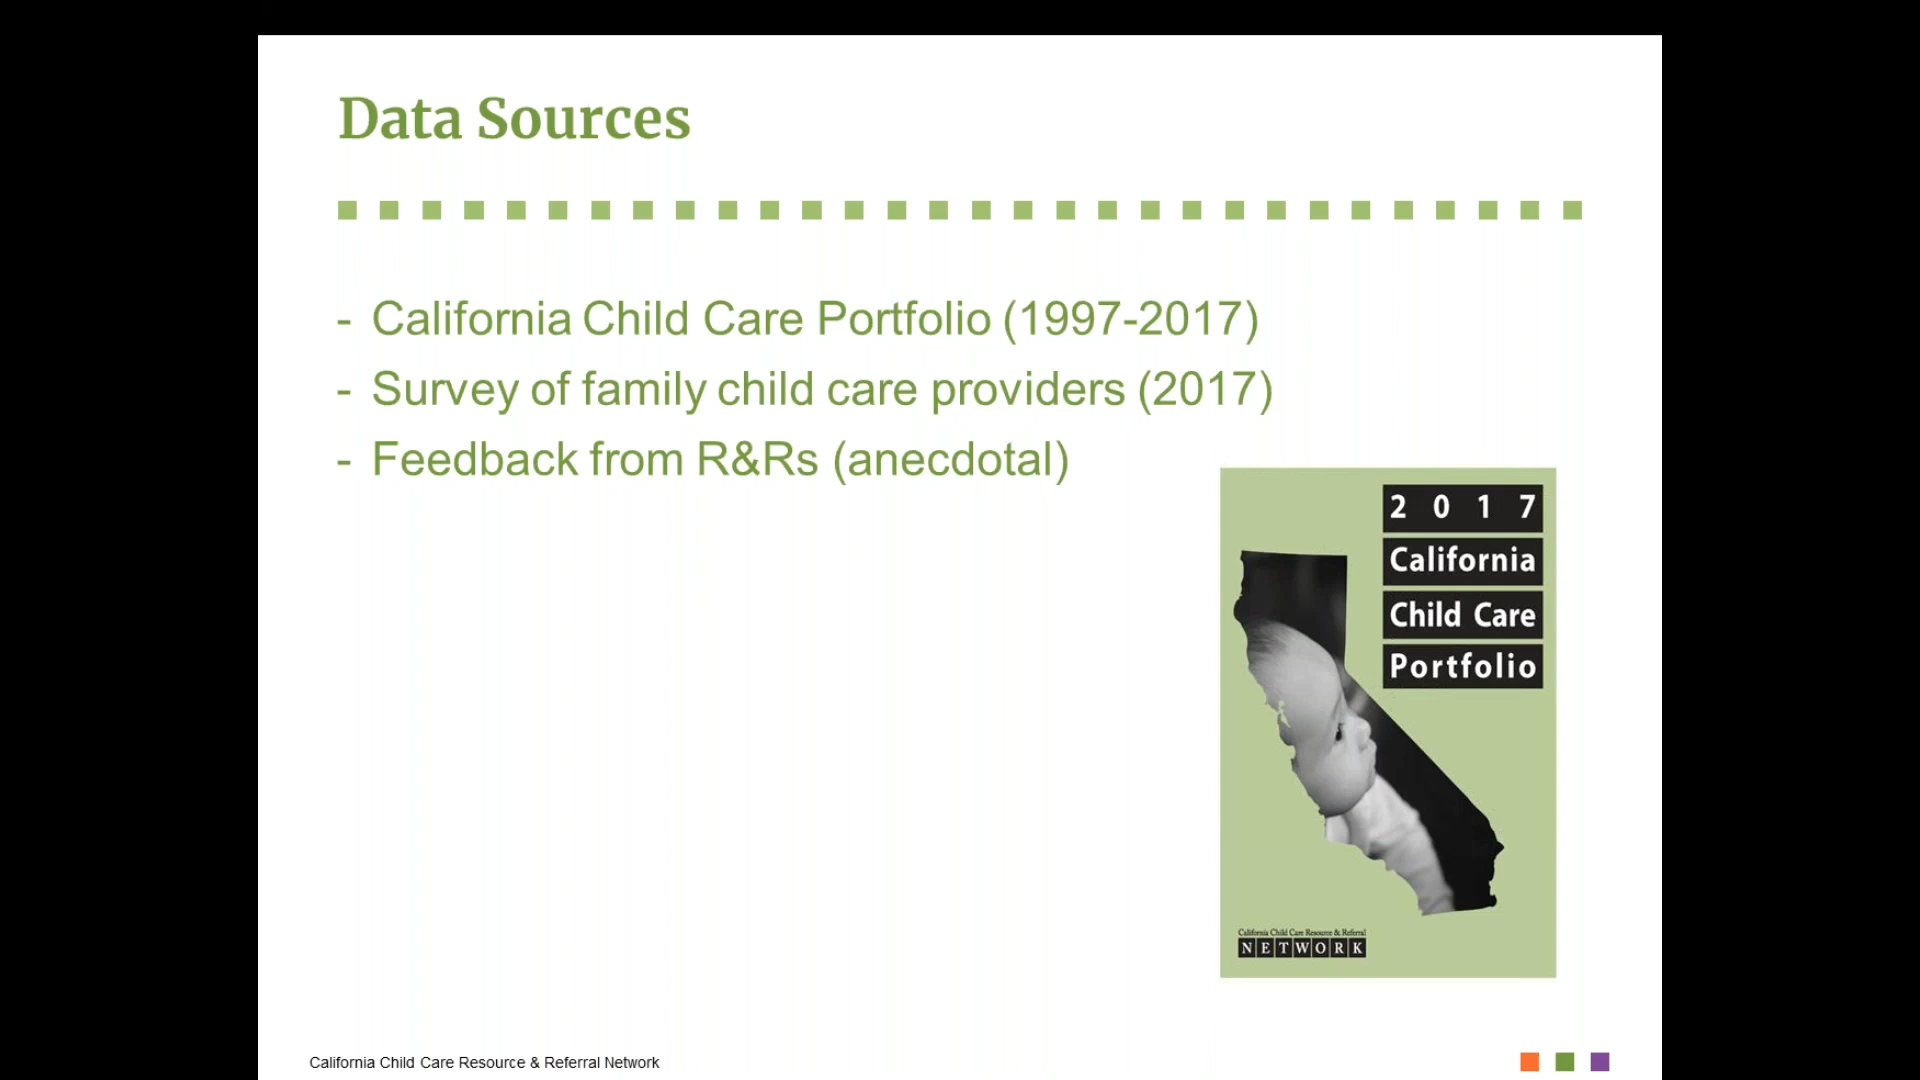 Data Sources
- California Child Care Portfolio (1997-2017)
- Survey of family child care providers (2017)
- Feedback from R&Rs (anecdotal)
2 0 1 7
California
Child Care
Portfolio
California Child Care Resource & Referral
NETWORK
California Child Care Resource & Referral Network